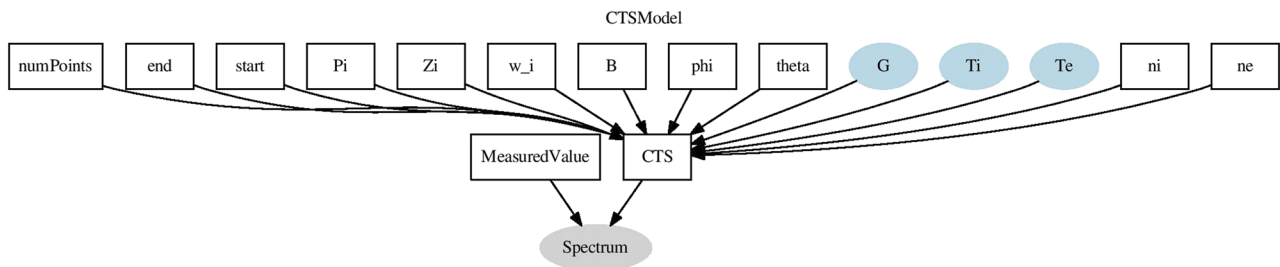 CTSModel
numPoints
end
start
Pi
Zi
w_i
B
phi
theta
G
Ti
Te
ni
ne
MeasuredValue
CTS
Spectrum